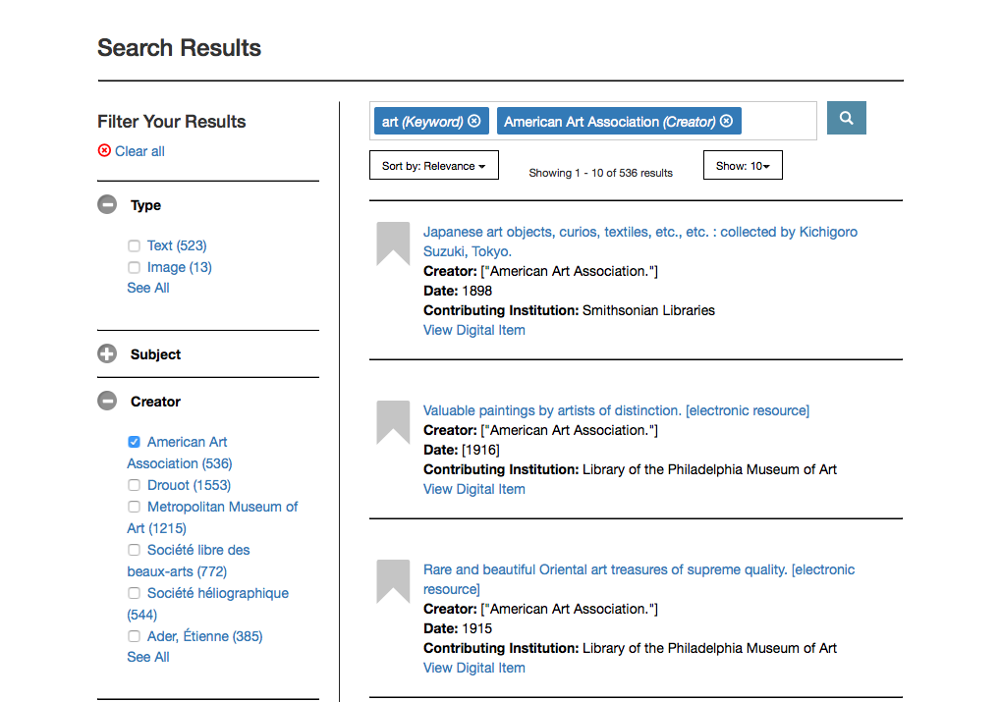 Search Results
Filter Your Results
Clear all
Type
Text (523)
Image (13)
See All
Subject
Creator
American Art
Association (536)
Drouot (1553)
Metropolitan Museum of
Art (1215)
Société libre des
beaux-arts (772)
Société héliographique
(544)
Ader, Étienne (385)
See All
art (Keyword)
American Art Association (Creator)
Sort by: Relevance
Showing 1 - 10 of 536 results
Show: 10
Japanese art objects, curios, textiles, etc., etc. : collected by Kichigoro
Suzuki, Tokyo.
Creator: ["American Art Association."]
Date: 1898
Contributing Institution: Smithsonian Libraries
View Digital Item
Valuable paintings by artists of distinction. [electronic resource]
Creator: ["American Art Association."]
Date: [1916]
Contributing Institution: Library of the Philadelphia Museum of Art
View Digital Item
Rare and beautiful Oriental art treasures of supreme quality. [electronic
resource]
Creator: ["American Art Association."]
Date: 1915
Contributing Institution: Library of the Philadelphia Museum of Art
View Digital Item